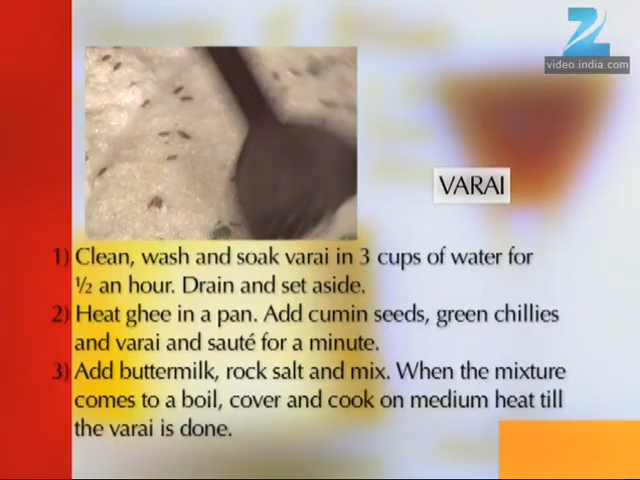 video.india.com
VARAI
1) Clean, wash and soak varai in 3 cups of water for
½ an hour. Drain and set aside.
2) Heat ghee in a pan. Add cumin seeds, green chillies
and varai and sauté for a minute.
3) Add buttermilk, rock salt and mix. When the mixture
comes to a boil, cover and cook on medium heat till
the varai is done.